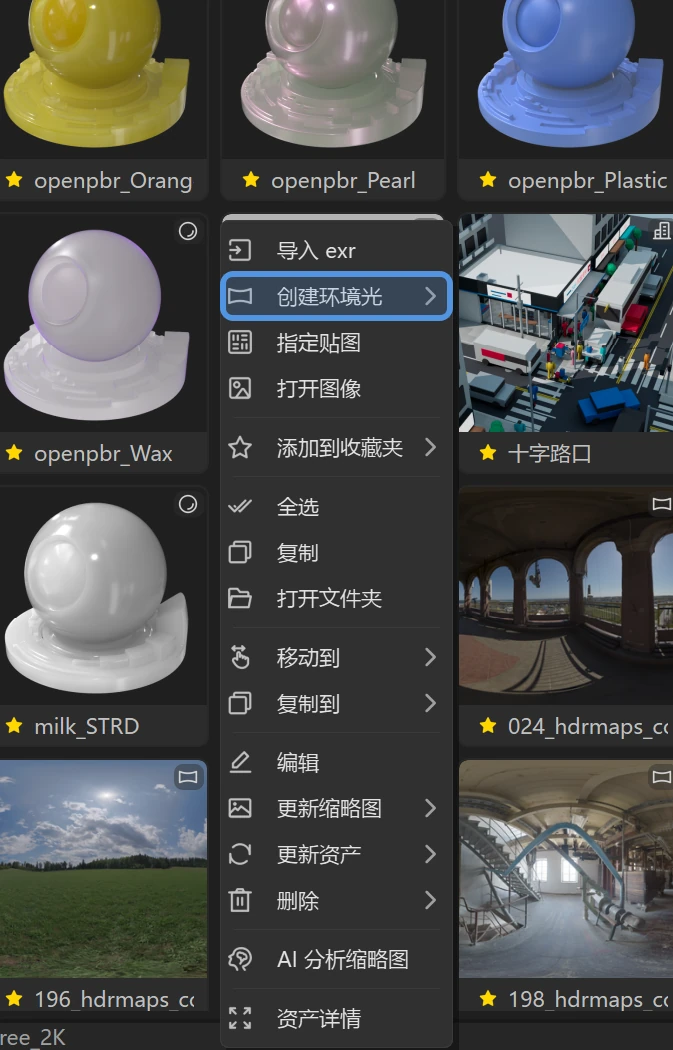 openpbr_Orang
openpbr_Pearl
openpbr_Plastic
导入 exr
创建环境光
指定贴图
打开图像
openpbr_Wax
添加到收藏夹
十字路口
全选
复制
打开文件夹
移动到
复制到
milk_STRD
024_hdrmaps_cc
编辑
更新缩略图
更新资产
删除
AI 分析缩略图
196_hdrmaps_cc
198_hdrmaps_cc
资产详情
ree_2K